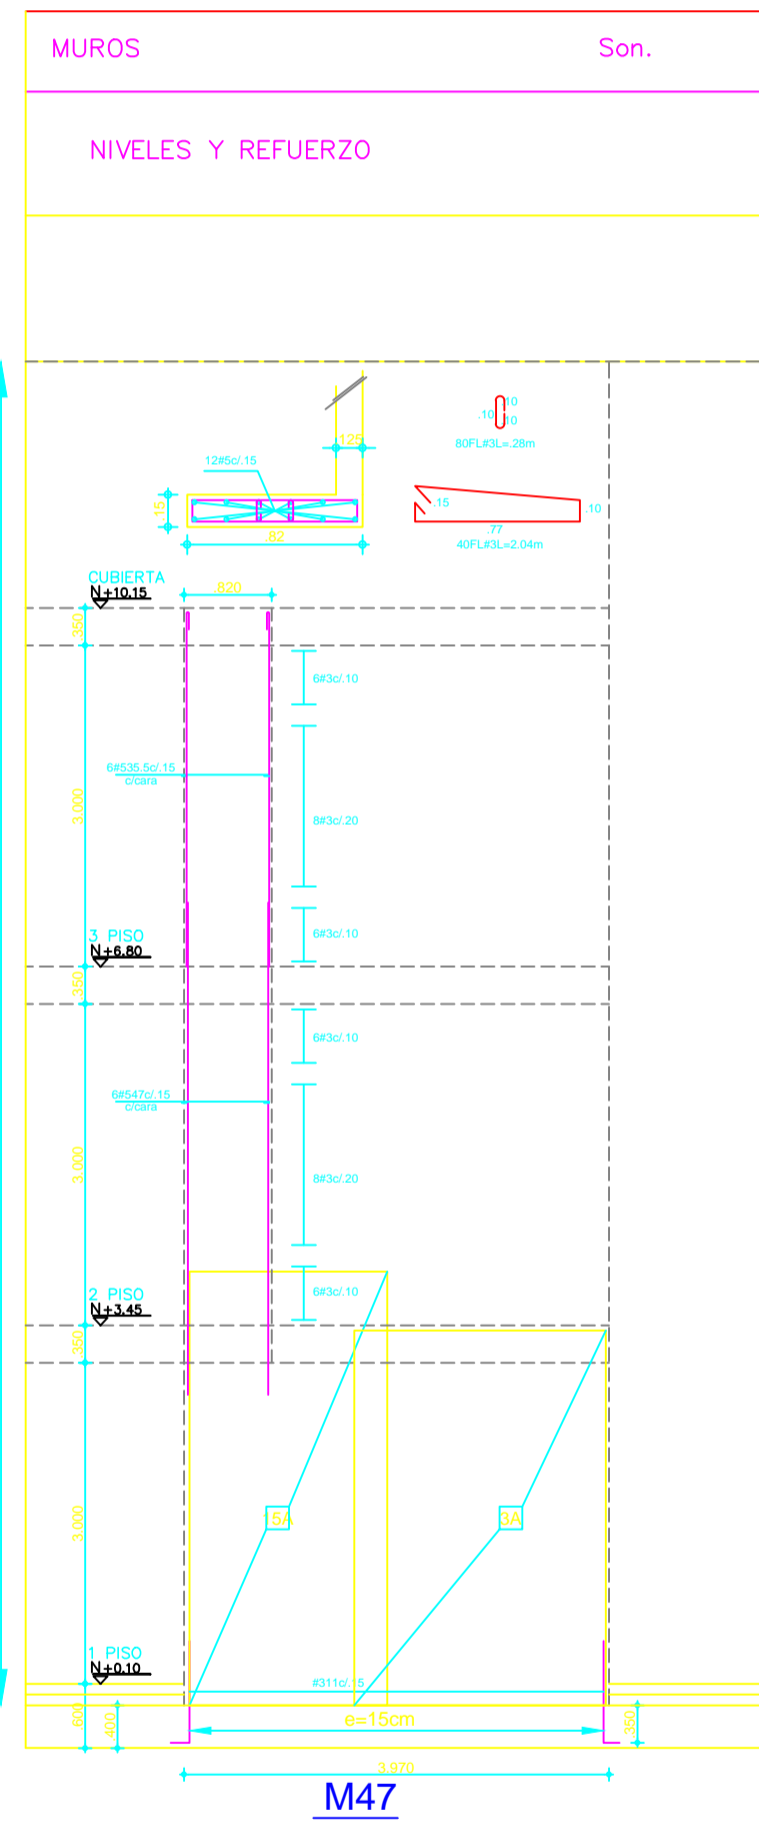 MUROS Son.
NIVELES Y REFUERZO
.10
.10 .10
.125
80FL#3L=.28m
12#5c/.15
.15
.15
.10
.77
.82
40FL#3L=2.04m
CUBIERTA
N+10.15
.820
.350
6#3c/.10
6#535.5c/.15
c/cara
3.000
8#3c/.20
3 PISO
6#3c/.10
N+6.80
.350
6#3c/.10
6#547c/.15
c/cara
3.000
8#3c/.20
2 PISO
6#3c/.10
N+3.45
.350
15A 3A
3.000
1 PISO
N+0.10
#311c/.15
.600 .400 e=15cm .350
3.970
M47